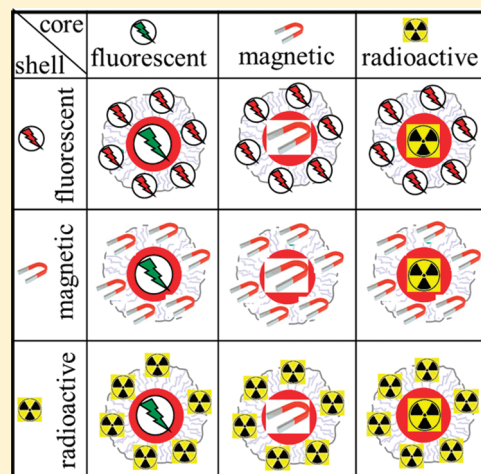 core
shell
fluorescent
magnetic
radioactive
fluorescent
magnetic
radioactive